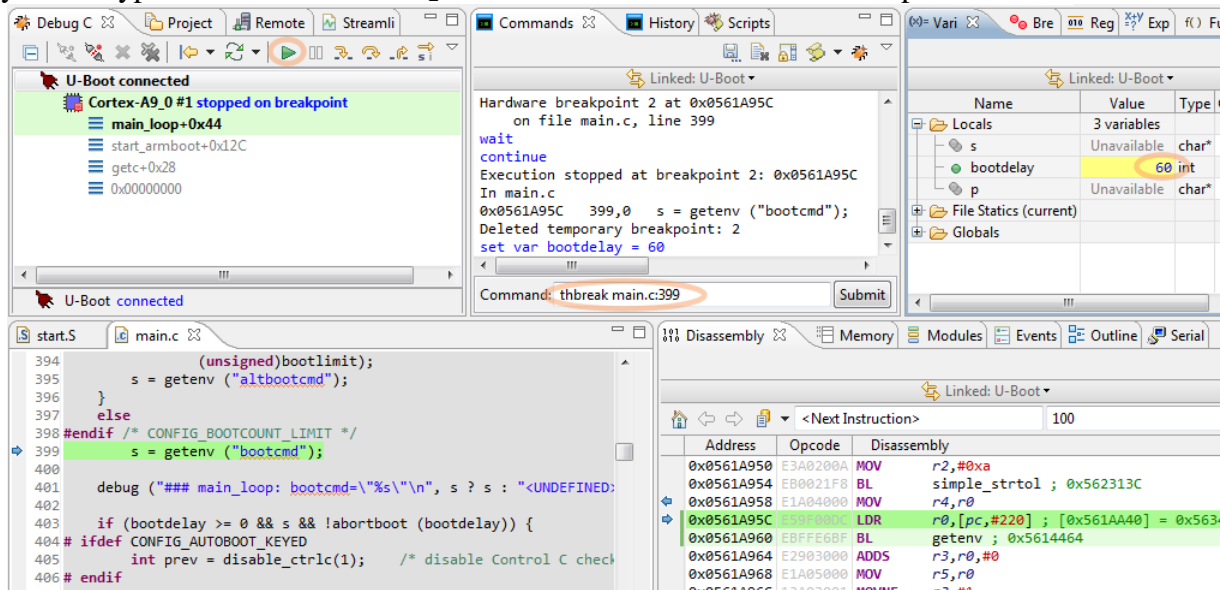 Debug C Project Remote Streamli
U-Boot connected
Cortex-A9_0 #1 stopped on breakpoint
main_loop+0x44
start_armboot+0x12C
getc+0x28
0x00000000
U-Boot connected
Commands History Scripts
Linked: U-Boot
Hardware breakpoint 2 at 0x0561A95C
on file main.c, line 399
wait
continue
Execution stopped at breakpoint 2: 0x0561A95C
In main.c
0x0561A95C 399,0 s = getenv ("bootcmd");
Deleted temporary breakpoint: 2
set var bootdelay = 60
Command: thbreak main.c:399 Submit
(x)= Vari Bre 010 Reg Exp f()
Linked: U-Boot
Name Value Type
Locals 3 variables
s Unavailable char*
bootdelay 60 int
p Unavailable char*
File Statics (current)
Globals
start.S main.c
394 (unsigned)bootlimit);
395 s = getenv ("altbootcmd");
396 }
397 else
398 #endif /* CONFIG_BOOTCOUNT_LIMIT */
399 s = getenv ("bootcmd");
400
401 debug ("### main_loop: bootcmd=\"%s\"\n", s ? s : "<UNDEFINED>
402
403 if (bootdelay >= 0 && s && !abortboot (bootdelay)) {
404 # ifdef CONFIG_AUTOBOOT_KEYED
405 int prev = disable_ctrlc(1); /* disable Control C check
406 # endif
Disassembly Memory Modules Events Outline Serial
Linked: U-Boot
<Next Instruction> 100
Address Opcode Disassembly
0x0561A950 E3A0200A MOV r2,#0xa
0x0561A954 EB0021F8 BL simple_strtol ; 0x562313C
0x0561A958 E1A04000 MOV r4,r0
0x0561A95C E59F00DC LDR r0,[pc,#220] ; [0x561AA40] = 0x5634
0x0561A960 EBFFE6BF BL getenv ; 0x5614464
0x0561A964 E2903000 ADDS r3,r0,#0
0x0561A968 E1A05000 MOV r5,r0